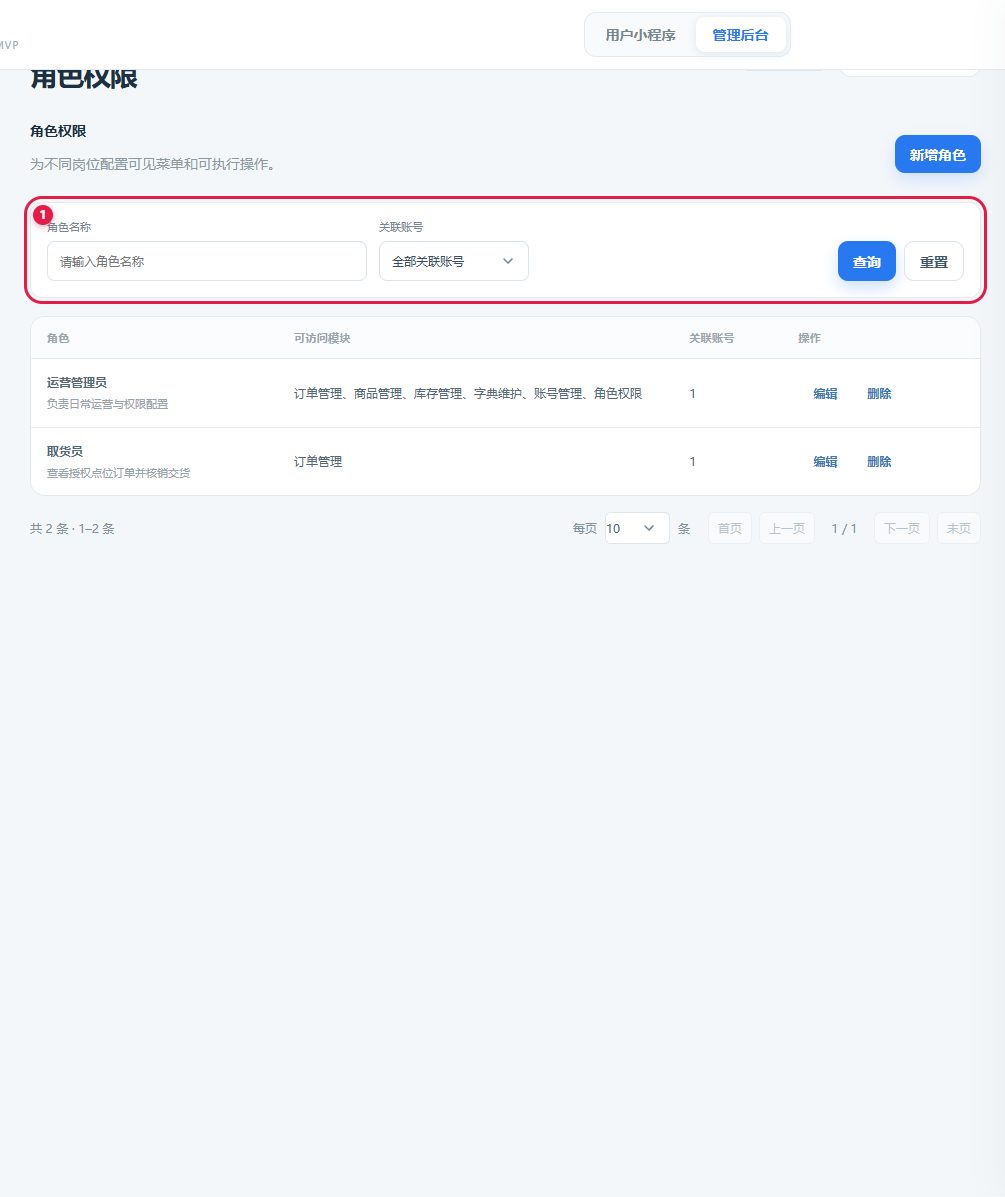 MVP
用户小程序 管理后台
角色权限
角色权限
为不同岗位配置可见菜单和可执行操作。
新增角色
1
角色名称 关联账号
请输入角色名称 全部关联账号 查询 重置
角色 可访问模块 关联账号 操作
运营管理员
负责日常运营与权限配置
订单管理、商品管理、库存管理、字典维护、账号管理、角色权限 1 编辑 删除
取货员
查看授权点位订单并核销交货
订单管理 1 编辑 删除
共 2 条 · 1–2 条 每页 10 条 首页 上一页 1 / 1 下一页 末页